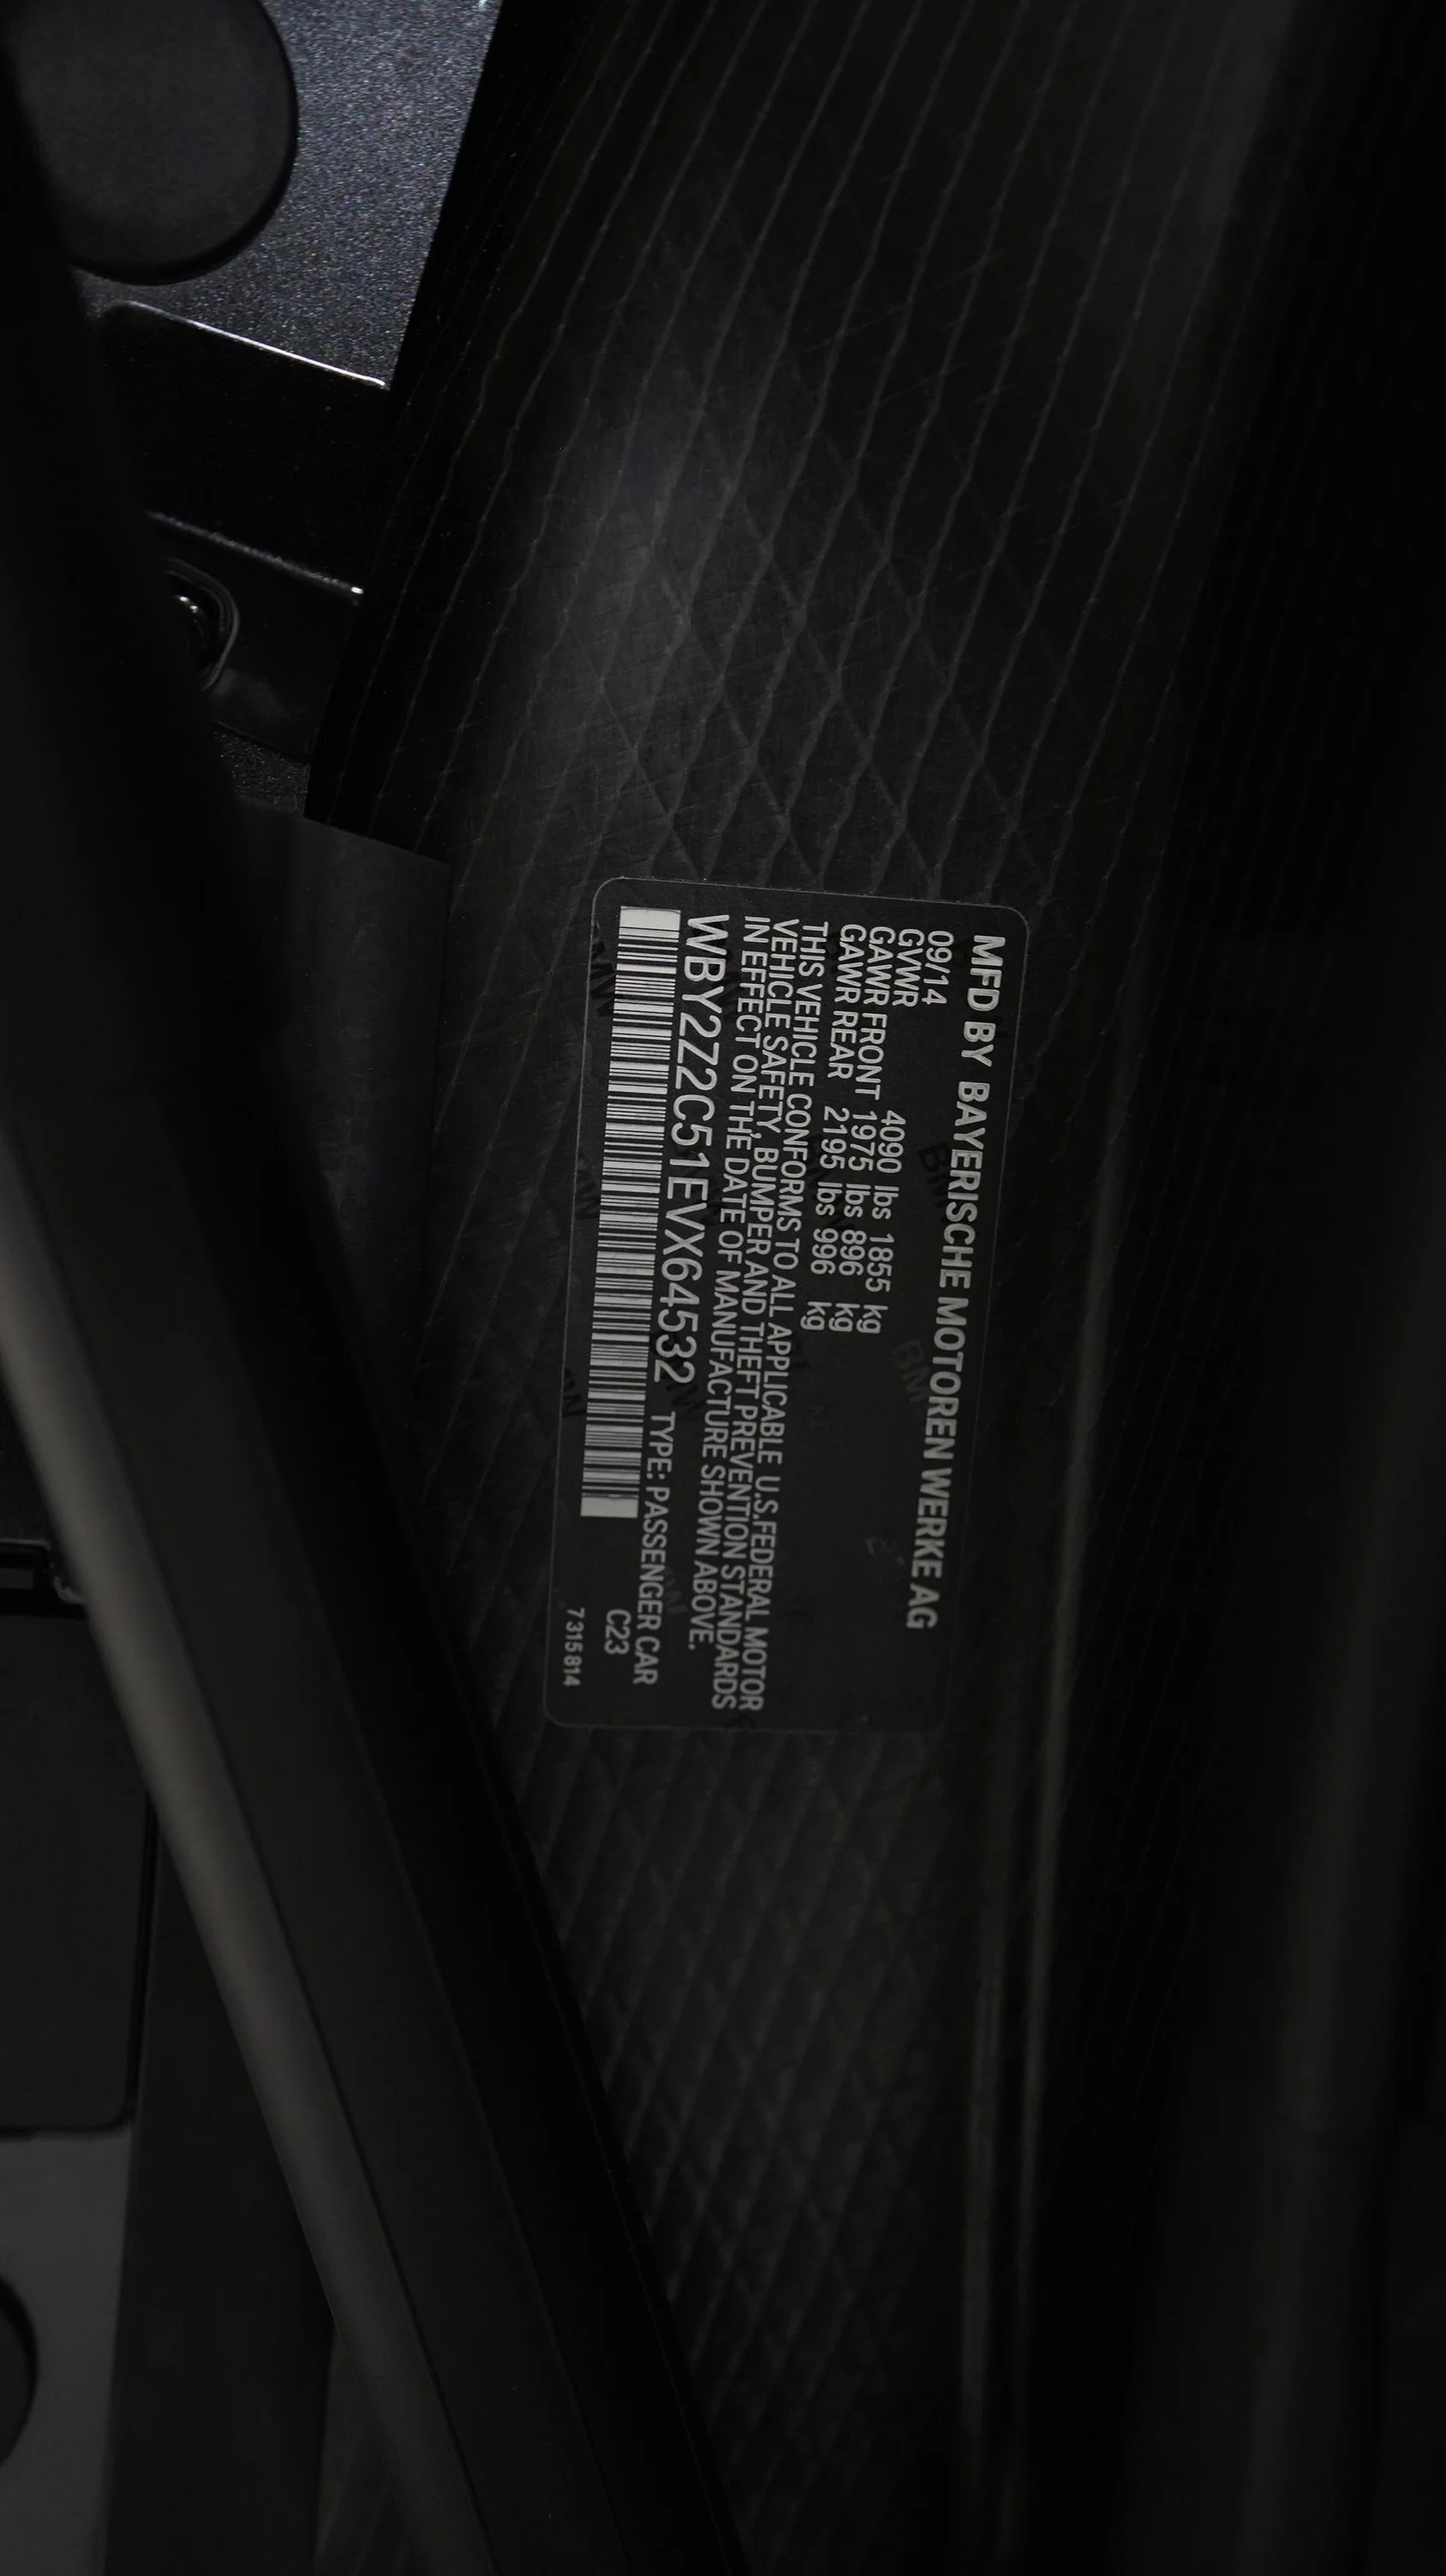 MFD BY BAYERISCHE MOTOREN WERKE AG
09/14
GVWR 4090 lbs 1855 kg
GAWR FRONT 1975 lbs 896 kg
GAWR REAR 2195 lbs 996 kg
THIS VEHICLE CONFORMS TO ALL APPLICABLE U.S.FEDERAL MOTOR
VEHICLE SAFETY, BUMPER AND THEFT PREVENTION STANDARDS
IN EFFECT ON THE DATE OF MANUFACTURE SHOWN ABOVE.
WBY2Z2C51EVX64532 TYPE: PASSENGER CAR
C23
7315814